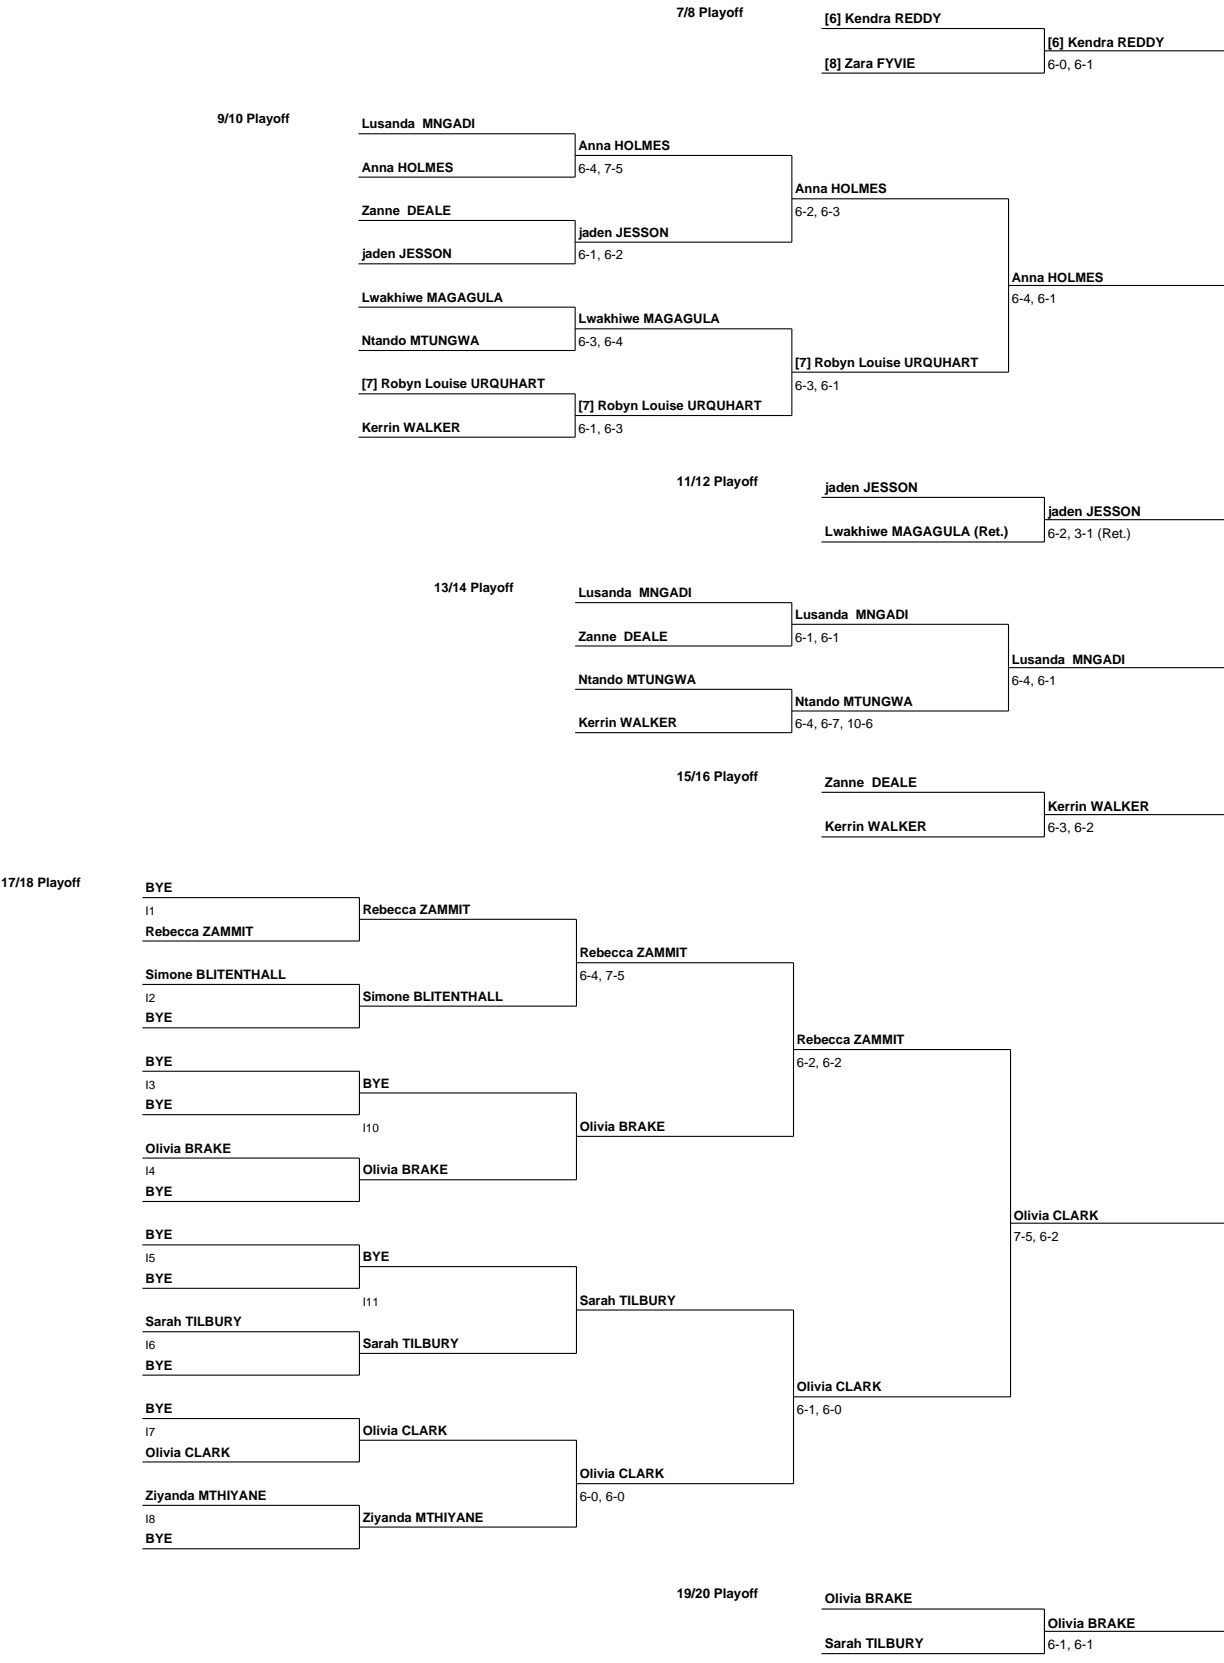 7/8 Playoff
[6] Kendra REDDY
[6] Kendra REDDY
[8] Zara FYVIE
6-0, 6-1
9/10 Playoff
Lusanda MNGADI
Anna HOLMES
Anna HOLMES
6-4, 7-5
Anna HOLMES
Zanne DEALE
6-2, 6-3
jaden JESSON
jaden JESSON
6-1, 6-2
Anna HOLMES
Lwakhiwe MAGAGULA
6-4, 6-1
Lwakhiwe MAGAGULA
Ntando MTUNGWA
6-3, 6-4
[7] Robyn Louise URQUHART
[7] Robyn Louise URQUHART
6-3, 6-1
[7] Robyn Louise URQUHART
Kerrin WALKER
6-1, 6-3
11/12 Playoff
jaden JESSON
jaden JESSON
Lwakhiwe MAGAGULA (Ret.)
6-2, 3-1 (Ret.)
13/14 Playoff
Lusanda MNGADI
Lusanda MNGADI
Zanne DEALE
6-1, 6-1
Lusanda MNGADI
Ntando MTUNGWA
6-4, 6-1
Ntando MTUNGWA
Kerrin WALKER
6-4, 6-7, 10-6
15/16 Playoff
Zanne DEALE
Kerrin WALKER
Kerrin WALKER
6-3, 6-2
17/18 Playoff
BYE
I1
Rebecca ZAMMIT
Rebecca ZAMMIT
Rebecca ZAMMIT
Simone BLITENTHALL
6-4, 7-5
I2
Simone BLITENTHALL
BYE
Rebecca ZAMMIT
BYE
6-2, 6-2
I3
BYE
BYE
I10
Olivia BRAKE
Olivia BRAKE
I4
Olivia BRAKE
BYE
Olivia CLARK
BYE
7-5, 6-2
I5
BYE
BYE
I11
Sarah TILBURY
Sarah TILBURY
I6
Sarah TILBURY
BYE
Olivia CLARK
BYE
6-1, 6-0
I7
Olivia CLARK
Olivia CLARK
Olivia CLARK
Ziyanda MTHIYANE
6-0, 6-0
I8
Ziyanda MTHIYANE
BYE
19/20 Playoff
Olivia BRAKE
Olivia BRAKE
Sarah TILBURY
6-1, 6-1